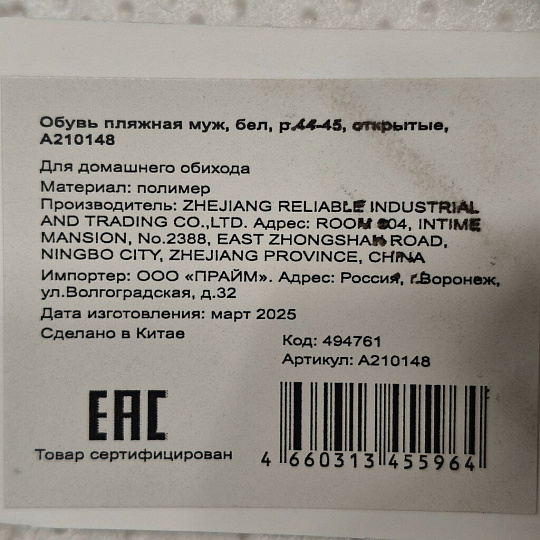 Обувь пляжная муж, бел, р.44-45, открытые,
A210148
Для домашнего обихода
Материал: полимер
Производитель: ZHEJIANG RELIABLE INDUSTRIAL
AND TRADING CO.,LTD. Адрес: ROOM 904, INTIME
MANSION, No.2388, EAST ZHONGSHAN ROAD,
NINGBO CITY, ZHEJIANG PROVINCE, CHINA
Импортер: ООО «ПРАЙМ». Адрес: Россия, г.Воронеж,
ул.Волгоградская, д.32
Дата изготовления: март 2025
Сделано в Китае
Код: 494761
Артикул: A210148
EAC
Товар сертифицирован
4 660313 455964